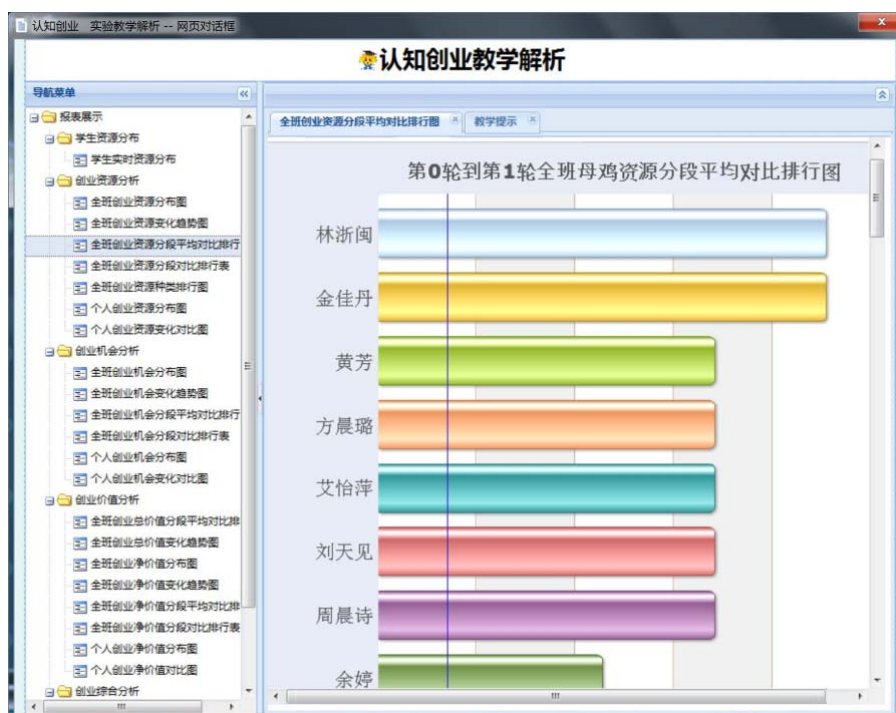 认知创业 实验教学解析 -- 网页对话框
认知创业教学解析
导航菜单
报表展示
学生资源分布
学生实时资源分布
创业资源分析
全班创业资源分布图
全班创业资源变化趋势图
全班创业资源分段平均对比排行
全班创业资源分段对比排行表
全班创业资源种类排行图
个人创业资源分布图
个人创业资源变化对比图
创业机会分析
全班创业机会分布图
全班创业机会变化趋势图
全班创业机会分段平均对比排行
全班创业机会分段对比排行表
个人创业机会分布图
个人创业机会变化对比图
创业价值分析
全班创业总价值分段平均对比排
全班创业总价值变化趋势图
全班创业净价值分布图
全班创业净价值变化趋势图
全班创业净价值分段平均对比排
全班创业净价值分段对比排行表
个人创业净价值分布图
个人创业净价值对比图
创业综合分析
全班创业资源分段平均对比排行图
教学提示
第0轮到第1轮全班母鸡资源分段平均对比排行图
林浙闽
金佳丹
黄芳
方晨璐
艾怡萍
刘天见
周晨诗
余婷